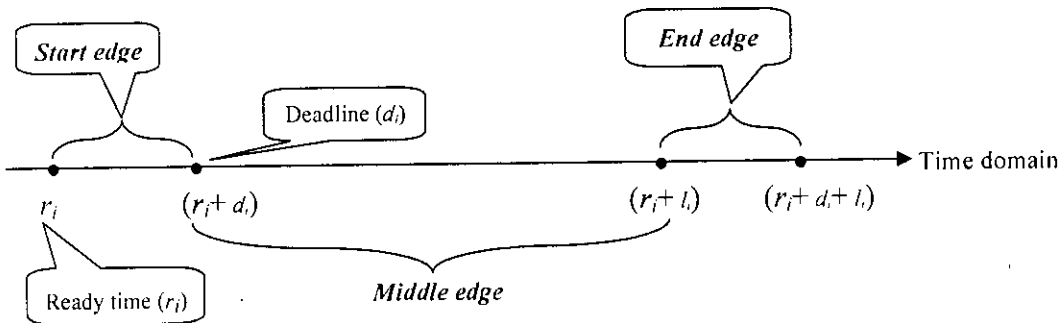 Start edge
End edge
Deadline (dᵢ)
Time domain
rᵢ
(rᵢ+ dᵢ)
(rᵢ+ lᵢ)
(rᵢ+ dᵢ+ lᵢ)
Middle edge
Ready time (rᵢ)